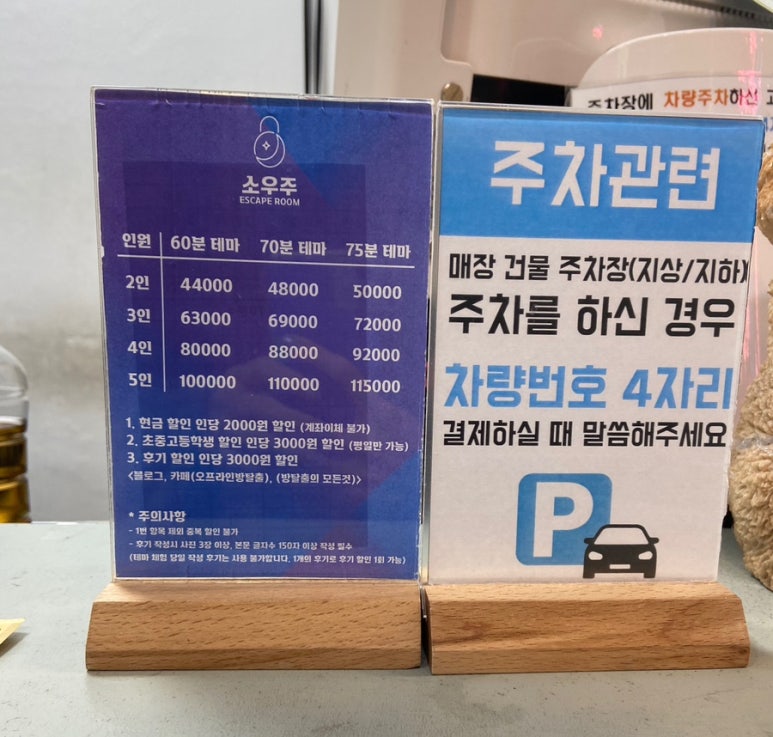 소우주
ESCAPE ROOM
인원 60분 테마 70분 테마 75분 테마
2인 44000 48000 50000
3인 63000 69000 72000
4인 80000 88000 92000
5인 100000 110000 115000
1. 현금 할인 인당 2000원 할인 (계좌이체 불가)
2. 초중고등학생 할인 인당 3000원 할인 (평일만 가능)
3. 후기 할인 인당 3000원 할인
<블로그, 카페(오프라인방탈출), (방탈출의 모든것)>
* 주의사항
- 1번 항목 제외 중복 할인 불가
- 후기 작성시 사진 3장 이상, 본문 글자수 150자 이상 작성 필수
(테마 체험 당일 작성 후기는 사용 불가합니다. 1개의 후기로 후기 할인 1회 가능)
주차장에 차량주차하신
주차관련
매장 건물 주차장(지상/지하)
주차를 하신 경우
차량번호 4자리
결제하실 때 말씀해주세요
P